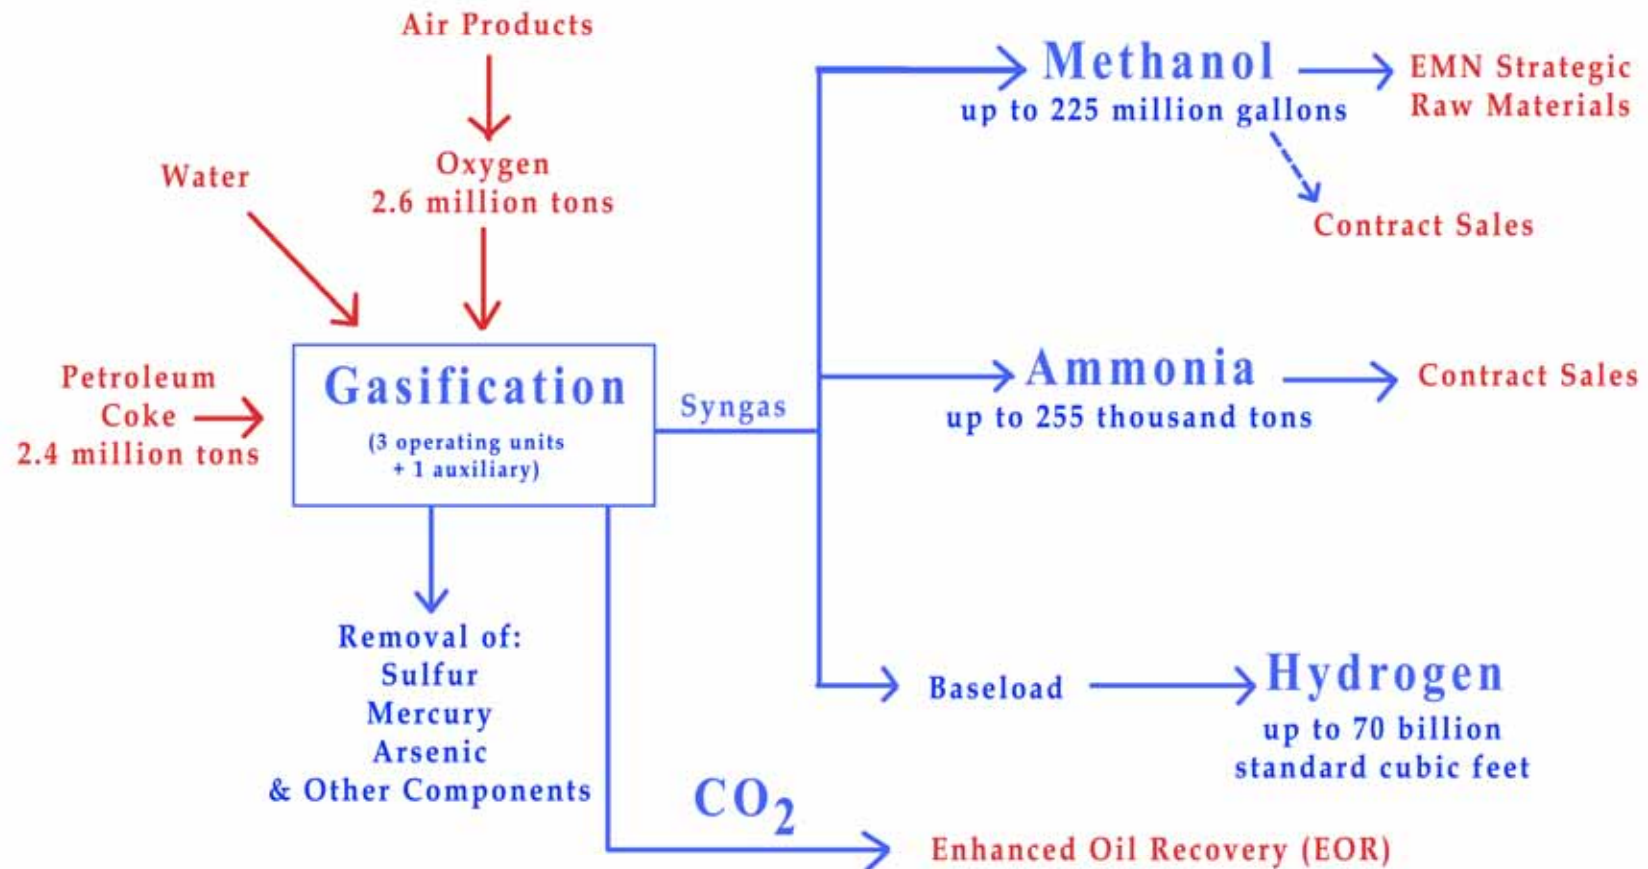 Air Products
Oxygen
2.6 million tons
Water
Petroleum
Coke
2.4 million tons
Gasification
(3 operating units
+ 1 auxiliary)
Syngas
Methanol
up to 225 million gallons
EMN Strategic
Raw Materials
Contract Sales
Ammonia
up to 255 thousand tons
Contract Sales
Baseload
Hydrogen
up to 70 billion
standard cubic feet
Removal of:
Sulfur
Mercury
Arsenic
& Other Components
CO₂
Enhanced Oil Recovery (EOR)